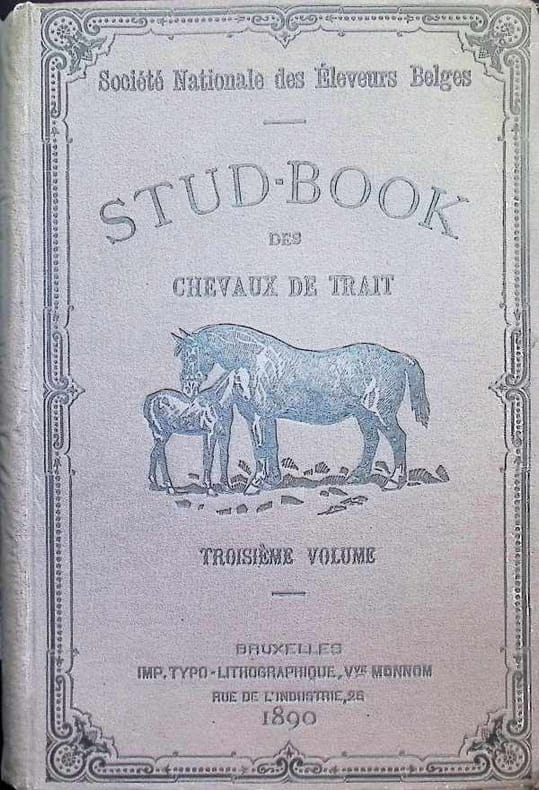 Société Nationale des Éleveurs Belges
STUD-BOOK
DES
CHEVAUX DE TRAIT
TROISIÈME VOLUME
BRUXELLES
IMP. TYPO-LITHOGRAPHIQUE, Vve MONNOM
RUE DE L'INDUSTRIE, 26
1890